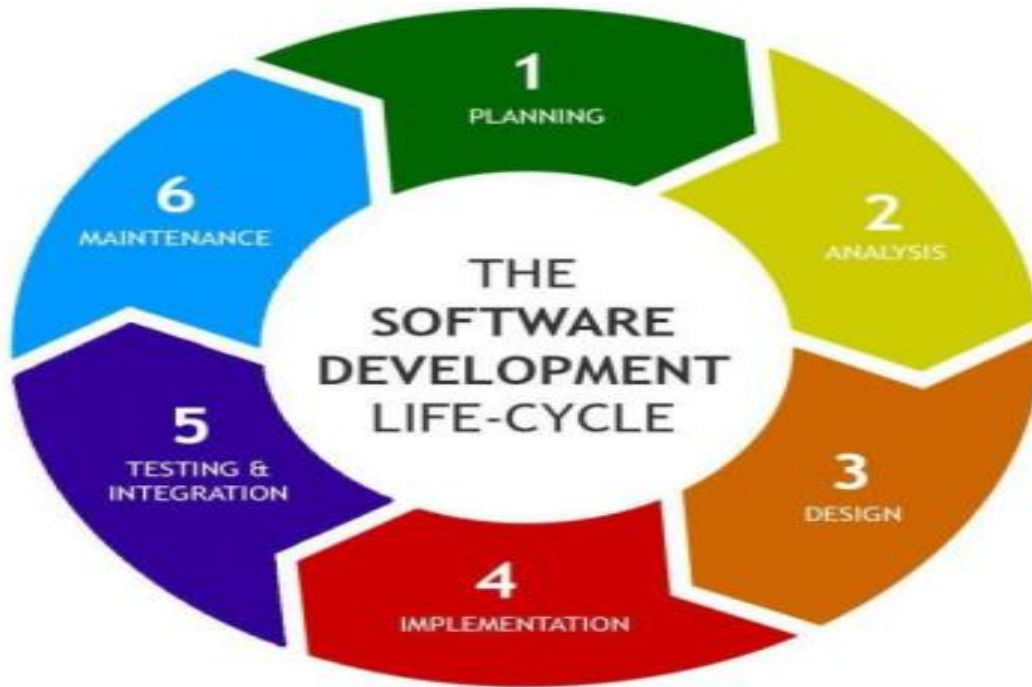 THE
SOFTWARE
DEVELOPMENT
LIFE-CYCLE
1
PLANNING
2
ANALYSIS
3
DESIGN
4
IMPLEMENTATION
5
TESTING &
INTEGRATION
6
MAINTENANCE